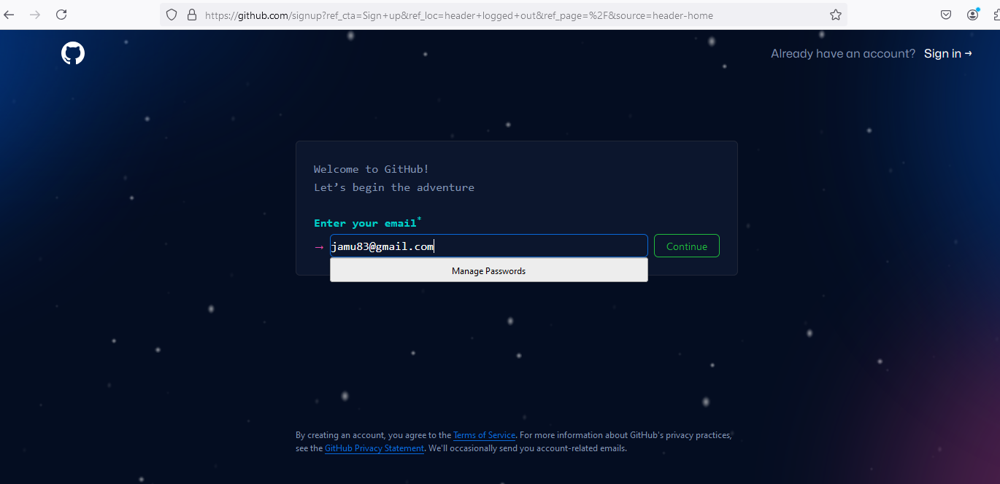 https://github.com/signup?ref_cta=Sign+up&ref_loc=header+logged+out&ref_page=%2F&source=header-home
Already have an account? Sign in →
Welcome to GitHub!
Let’s begin the adventure
Enter your email*
→ jamu83@gmail.com Continue
Manage Passwords
By creating an account, you agree to the Terms of Service. For more information about GitHub's privacy practices,
see the GitHub Privacy Statement. We'll occasionally send you account-related emails.